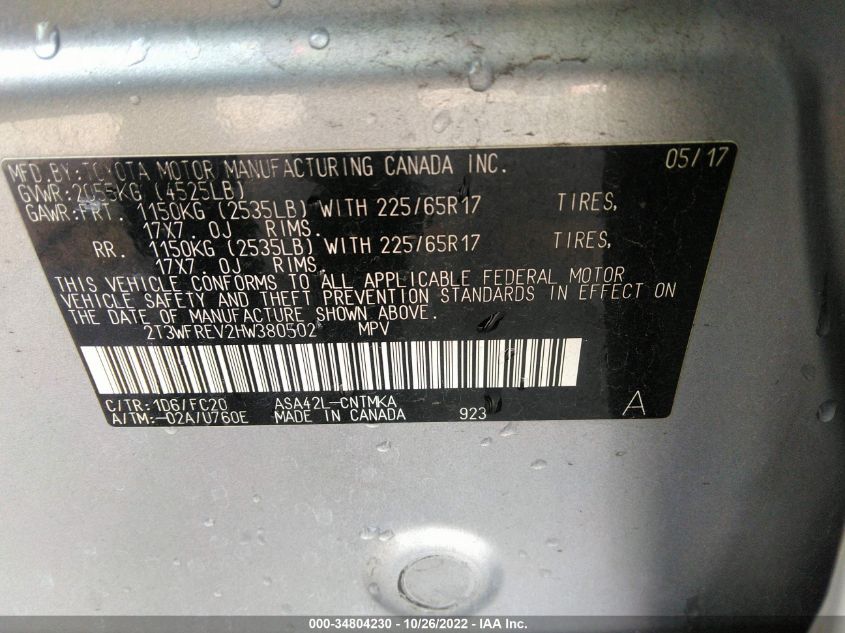 MFD.BY:TOYOTA MOTOR MANUFACTURING CANADA INC. 05/17
GVWR:2055KG (4525LB)
GAWR:FRT. 1150KG (2535LB) WITH 225/65R17 TIRES,
17X7.0J RIMS.
RR. 1150KG (2535LB) WITH 225/65R17 TIRES,
17X7.0J RIMS.
THIS VEHICLE CONFORMS TO ALL APPLICABLE FEDERAL MOTOR
VEHICLE SAFETY AND THEFT PREVENTION STANDARDS IN EFFECT ON
THE DATE OF MANUFACTURE SHOWN ABOVE.
2T3WFREV2HW380502 MPV
C/TR:1D6/FC20 ASA42L-CNTMKA
A/TM:-02A/U760E MADE IN CANADA 923 A
000-34804230 - 10/26/2022 - IAA Inc.